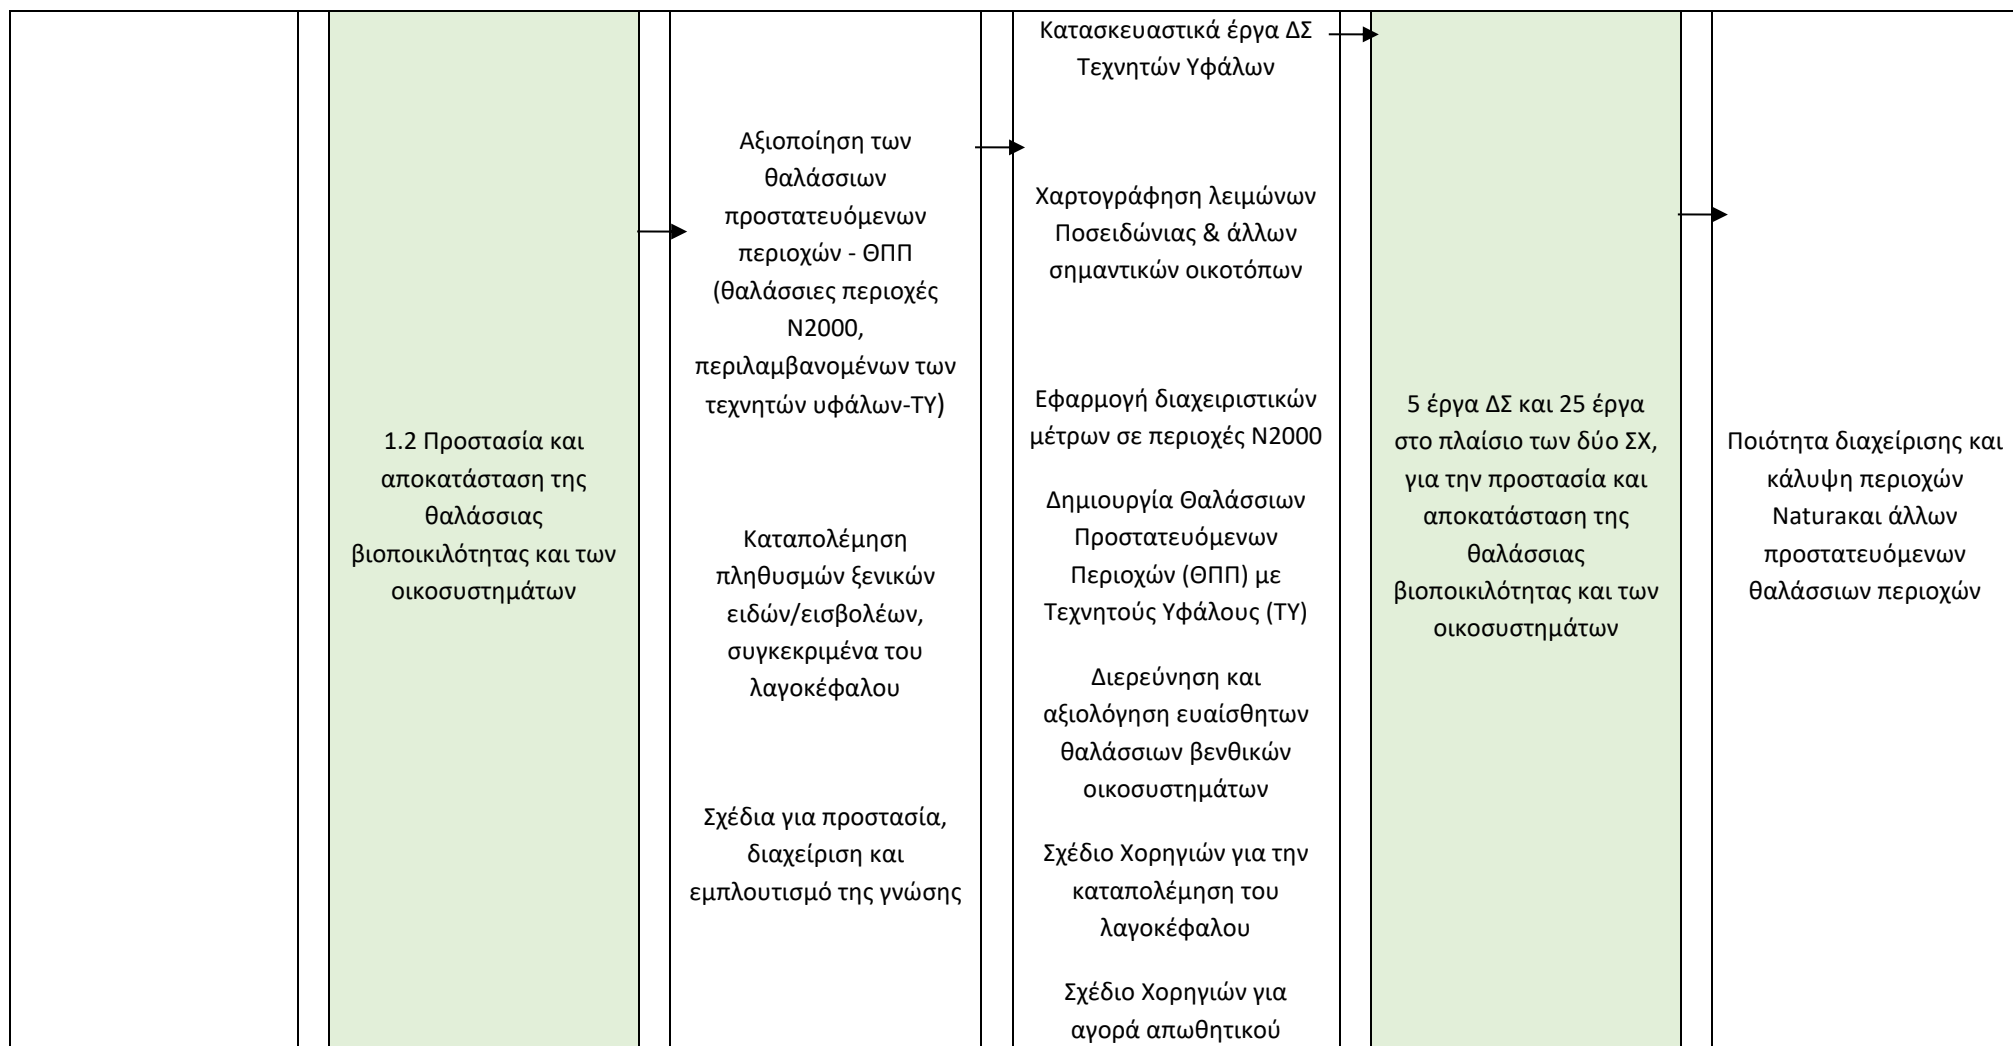 1.2 Προστασία και
αποκατάσταση της
θαλάσσιας
βιοποικιλότητας και των
οικοσυστημάτων
Αξιοποίηση των
θαλάσσιων
προστατευόμενων
περιοχών - ΘΠΠ
(θαλάσσιες περιοχές
Ν2000,
περιλαμβανομένων των
τεχνητών υφάλων-ΤΥ)
Καταπολέμηση
πληθυσμών ξενικών
ειδών/εισβολέων,
συγκεκριμένα του
λαγοκέφαλου
Σχέδια για προστασία,
διαχείριση και
εμπλουτισμό της γνώσης
Κατασκευαστικά έργα ΔΣ
Τεχνητών Υφάλων
Χαρτογράφηση λειμώνων
Ποσειδώνιας & άλλων
σημαντικών οικοτόπων
Εφαρμογή διαχειριστικών
μέτρων σε περιοχές Ν2000
Δημιουργία Θαλάσσιων
Προστατευόμενων
Περιοχών (ΘΠΠ) με
Τεχνητούς Υφάλους (ΤΥ)
Διερεύνηση και
αξιολόγηση ευαίσθητων
θαλάσσιων βενθικών
οικοσυστημάτων
Σχέδιο Χορηγιών για την
καταπολέμηση του
λαγοκέφαλου
Σχέδιο Χορηγιών για
αγορά απωθητικού
5 έργα ΔΣ και 25 έργα
στο πλαίσιο των δύο ΣΧ,
για την προστασία και
αποκατάσταση της
θαλάσσιας
βιοποικιλότητας και των
οικοσυστημάτων
Ποιότητα διαχείρισης και
κάλυψη περιοχών
Naturaκαι άλλων
προστατευόμενων
θαλάσσιων περιοχών